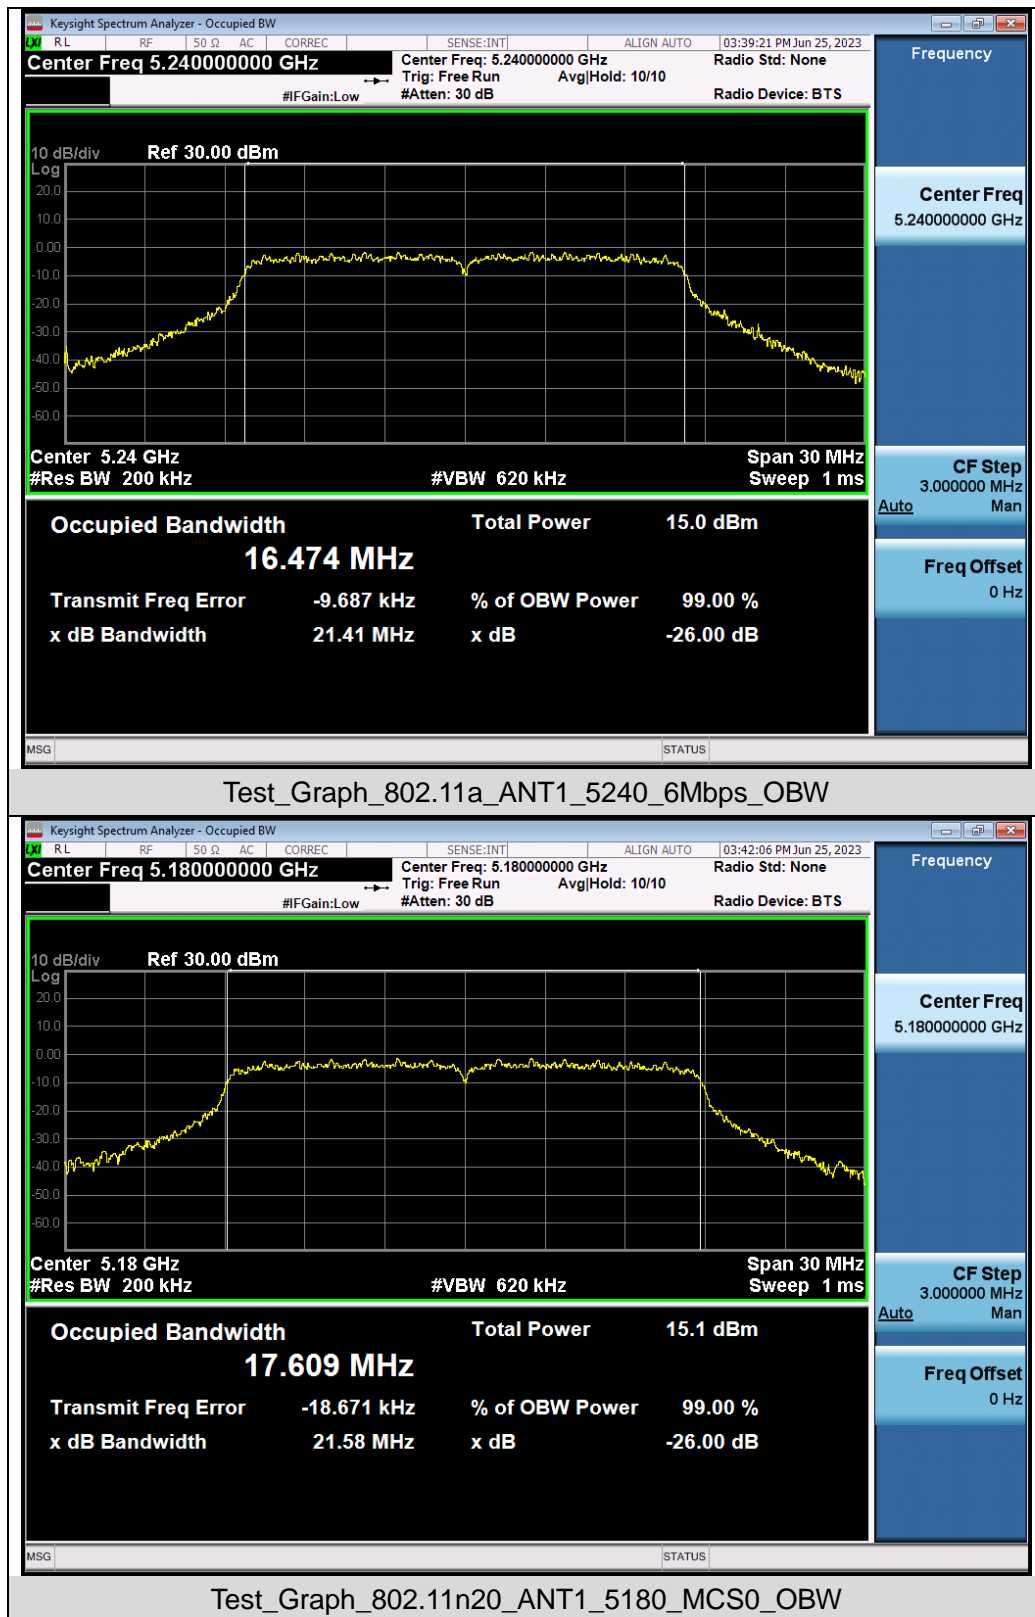 Keysight Spectrum Analyzer - Occupied BW
LXI RL RF 50 Ω AC CORREC SENSE:INT ALIGN AUTO 03:39:21 PM Jun 25, 2023
Center Freq 5.240000000 GHz
#IFGain:Low
Center Freq: 5.240000000 GHz
Trig: Free Run Avg|Hold: 10/10
#Atten: 30 dB
Radio Std: None
Radio Device: BTS
Frequency
10 dB/div Ref 30.00 dBm
Log
20.0
10.0
0.00
-10.0
-20.0
-30.0
-40.0
-50.0
-60.0
Center 5.24 GHz Span 30 MHz
#Res BW 200 kHz #VBW 620 kHz Sweep 1 ms
Center Freq
5.240000000 GHz
CF Step
3.000000 MHz
Auto Man
Freq Offset
0 Hz
Occupied Bandwidth Total Power 15.0 dBm
16.474 MHz
Transmit Freq Error -9.687 kHz % of OBW Power 99.00 %
x dB Bandwidth 21.41 MHz x dB -26.00 dB
MSG STATUS
Test_Graph_802.11a_ANT1_5240_6Mbps_OBW
Keysight Spectrum Analyzer - Occupied BW
LXI RL RF 50 Ω AC CORREC SENSE:INT ALIGN AUTO 03:42:06 PM Jun 25, 2023
Center Freq 5.180000000 GHz
#IFGain:Low
Center Freq: 5.180000000 GHz
Trig: Free Run Avg|Hold: 10/10
#Atten: 30 dB
Radio Std: None
Radio Device: BTS
Frequency
10 dB/div Ref 30.00 dBm
Log
20.0
10.0
0.00
-10.0
-20.0
-30.0
-40.0
-50.0
-60.0
Center 5.18 GHz Span 30 MHz
#Res BW 200 kHz #VBW 620 kHz Sweep 1 ms
Center Freq
5.180000000 GHz
CF Step
3.000000 MHz
Auto Man
Freq Offset
0 Hz
Occupied Bandwidth Total Power 15.1 dBm
17.609 MHz
Transmit Freq Error -18.671 kHz % of OBW Power 99.00 %
x dB Bandwidth 21.58 MHz x dB -26.00 dB
MSG STATUS
Test_Graph_802.11n20_ANT1_5180_MCS0_OBW